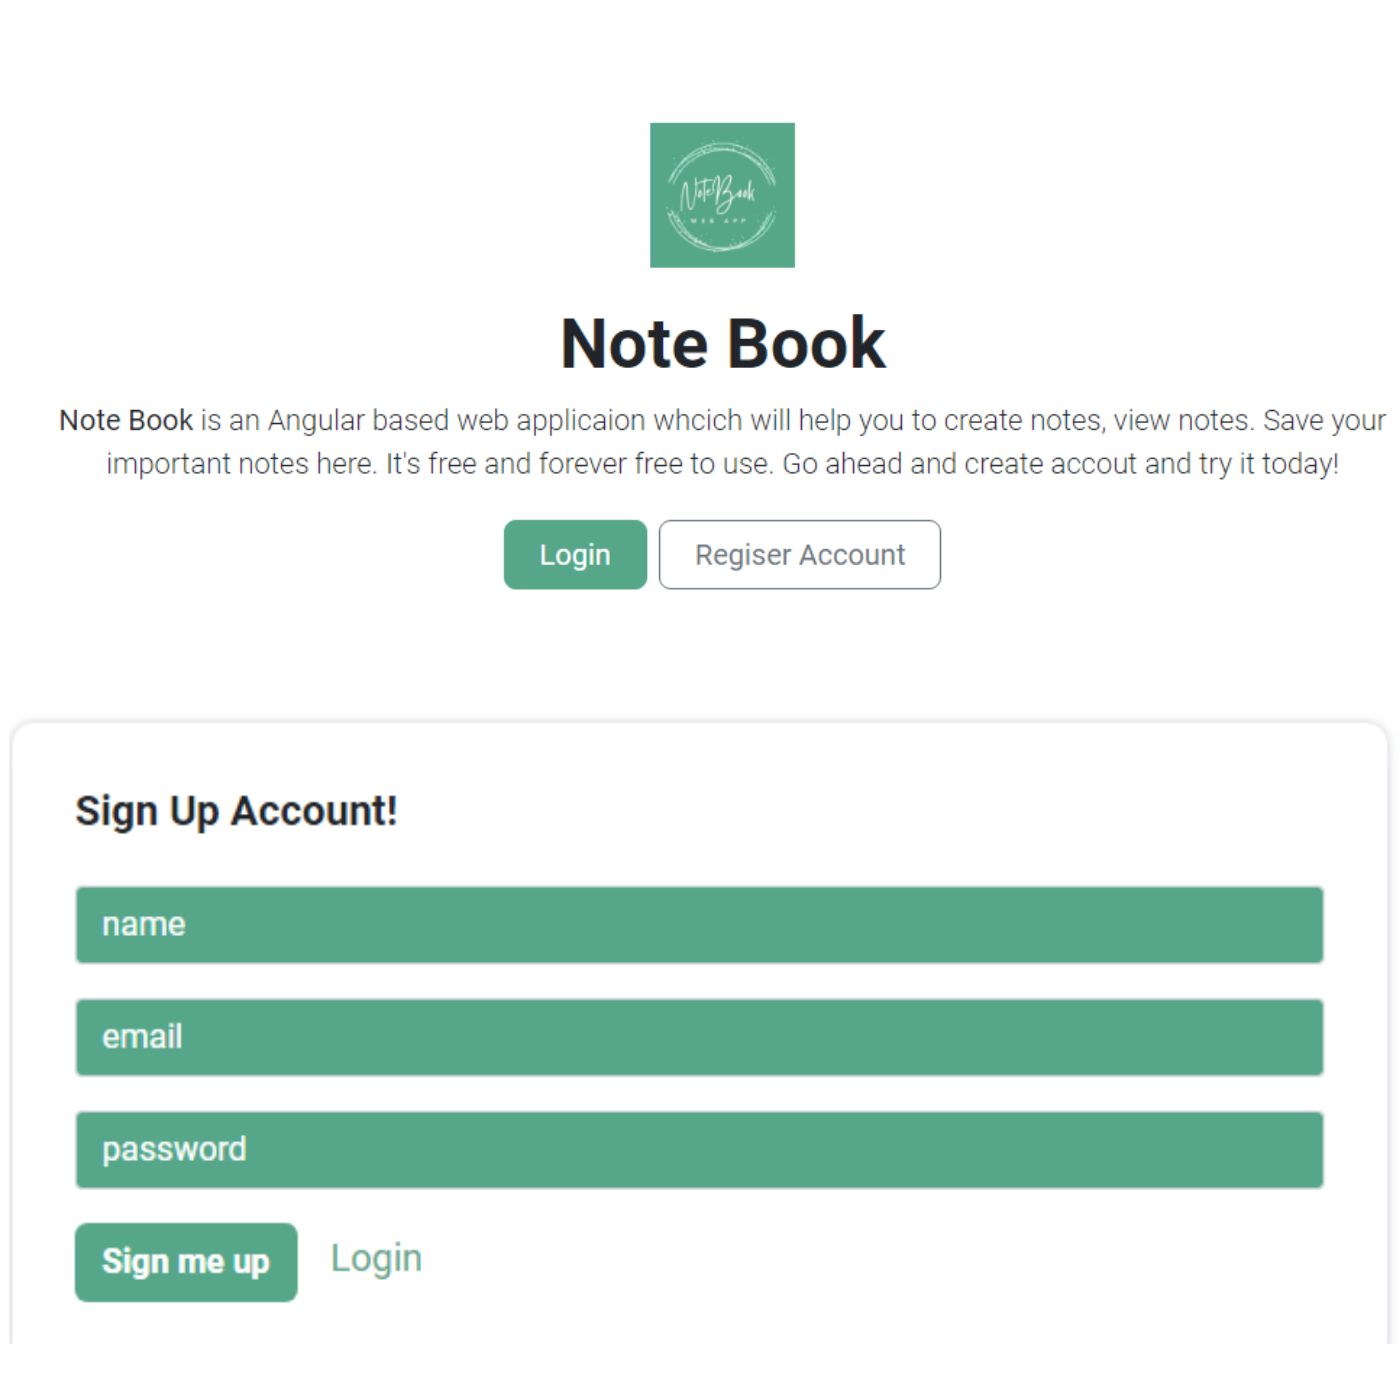 NoteBook
WEB APP
Note Book
Note Book is an Angular based web applicaion whcich will help you to create notes, view notes. Save your
important notes here. It's free and forever free to use. Go ahead and create accout and try it today!
Login Regiser Account
Sign Up Account!
name
email
password
Sign me up Login